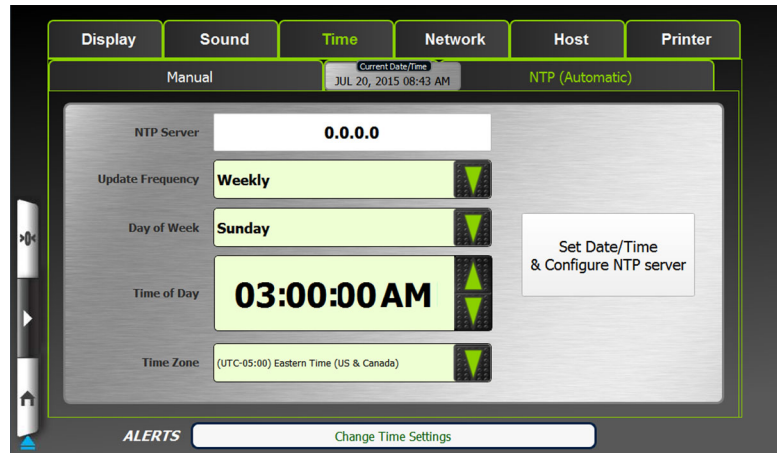 Display Sound Time Network Host Printer
Manual
Current Date/Time
JUL 20, 2015 08:43 AM
NTP (Automatic)
NTP Server 0.0.0.0
Update Frequency Weekly
Day of Week Sunday
Time of Day 03:00:00 AM
Time Zone (UTC-05:00) Eastern Time (US & Canada)
Set Date/Time
& Configure NTP server
>0<
ALERTS Change Time Settings